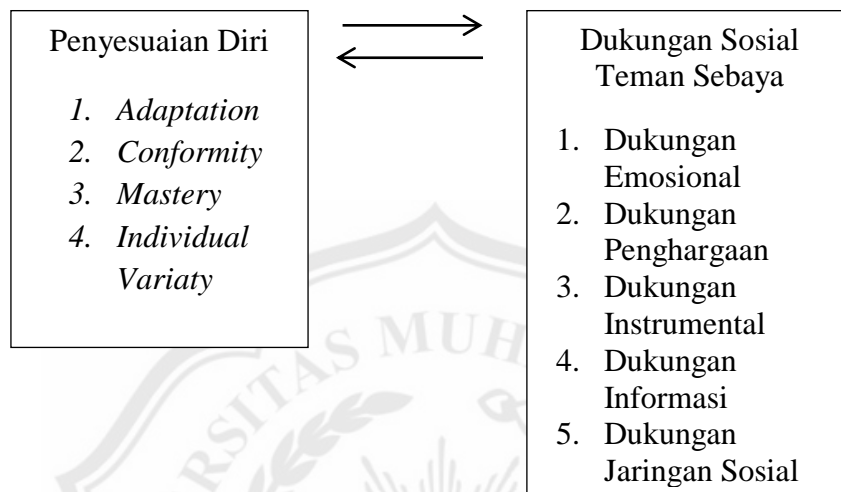 Penyesuaian Diri
1. Adaptation
2. Conformity
3. Mastery
4. Individual
Variaty
Dukungan Sosial
Teman Sebaya
1. Dukungan
Emosional
2. Dukungan
Penghargaan
3. Dukungan
Instrumental
4. Dukungan
Informasi
5. Dukungan
Jaringan Sosial